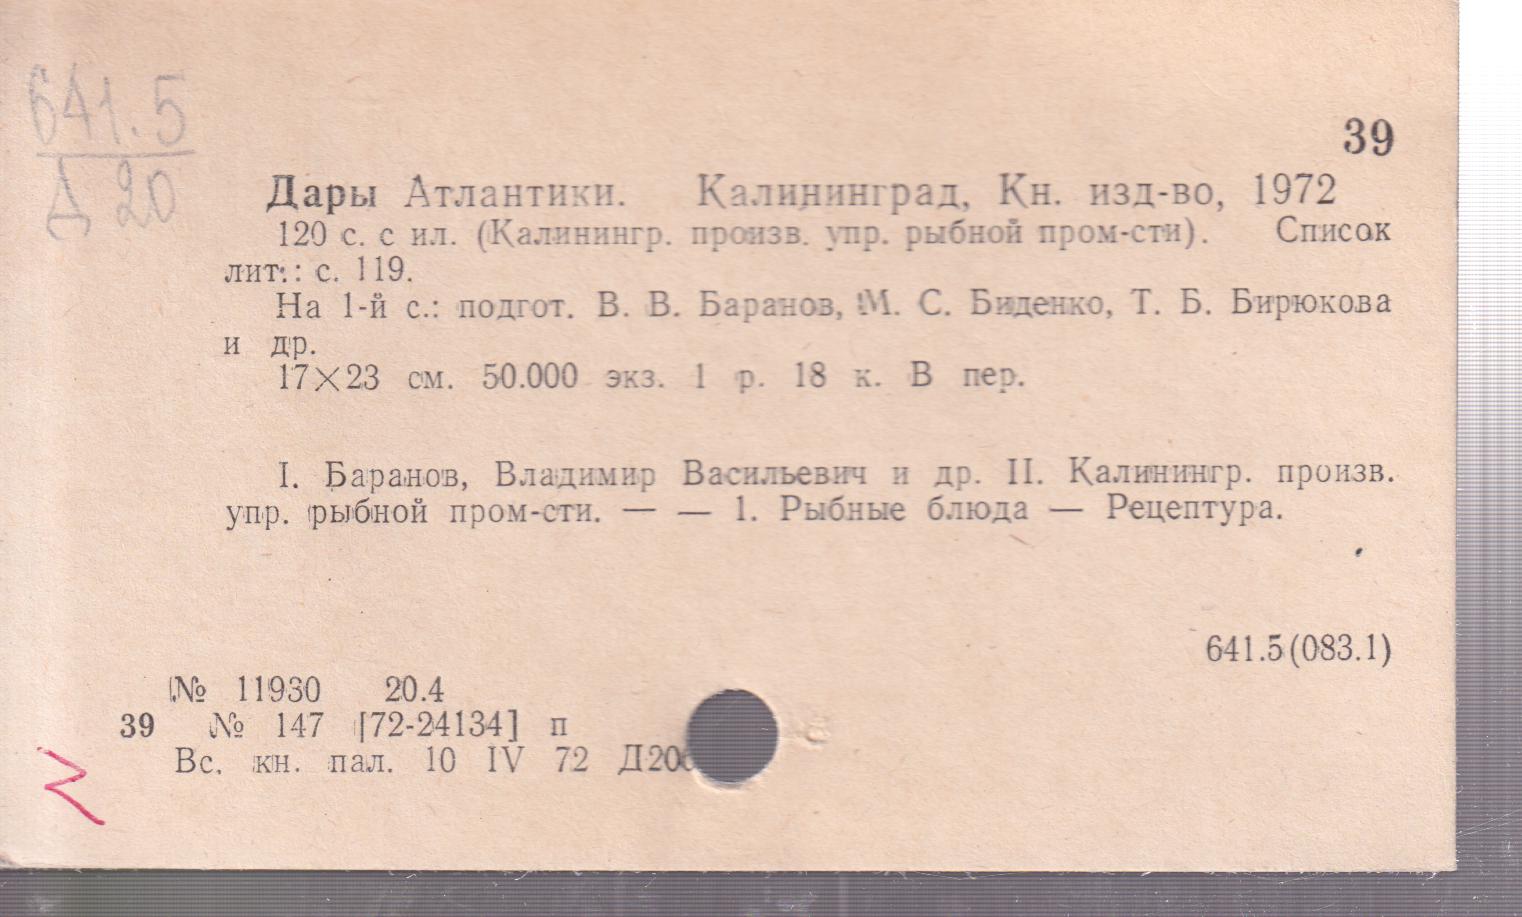 641.5
Д 20
39
Дары Атлантики. Калининград, Кн. изд-во, 1972
120 с. с ил. (Калинингр. произв. упр. рыбной пром-сти). Список
лит.: с. 119.
На 1-й с.: подгот. В. В. Баранов, М. С. Биденко, Т. Б. Бирюкова
и др.
17×23 см. 50.000 экз. 1 р. 18 к. В пер.
I. Баранов, Владимир Васильевич и др. II. Калинингр. произв.
упр. рыбной пром-сти. — — 1. Рыбные блюда — Рецептура.
641.5(083.1)
№ 11930 20.4
39 № 147 [72-24134] п
Вс. кн. пал. 10 IV 72